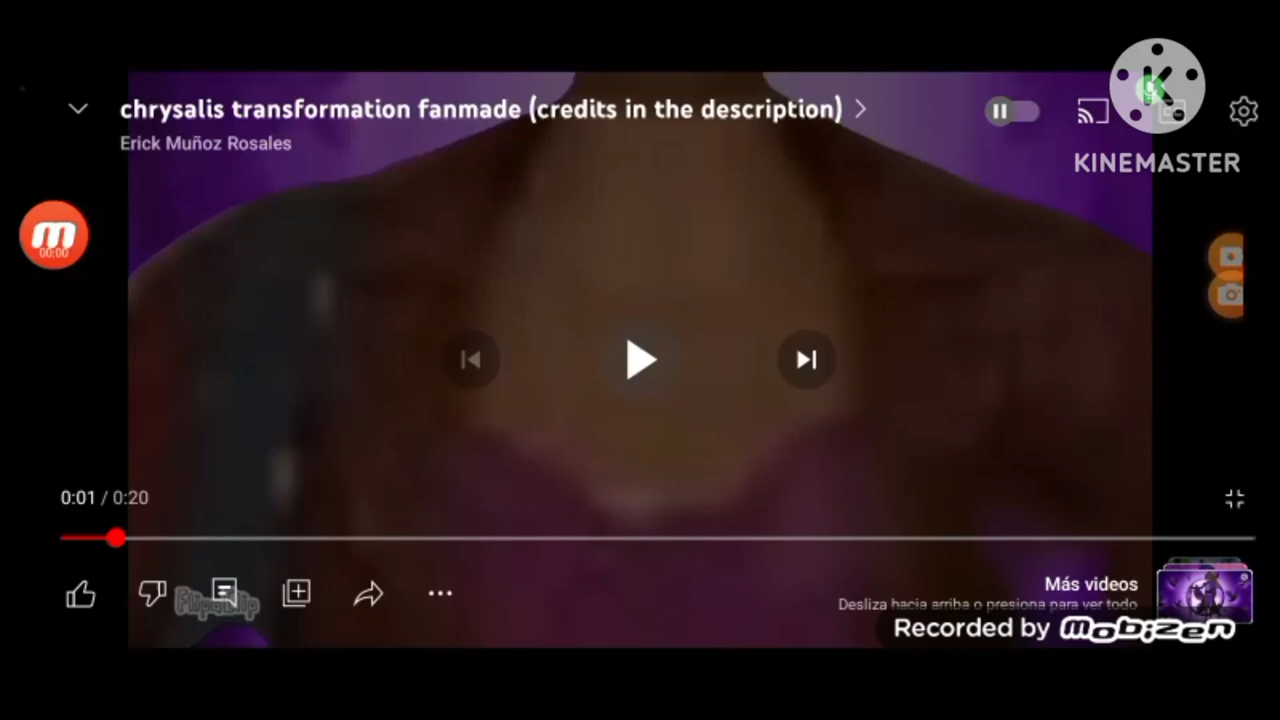 chrysalis transformation fanmade (credits in the description)
Erick Muñoz Rosales
KINEMASTER
m
00:00
0:01 / 0:20
FlipaClip
Más videos
Desliza hacia arriba o presiona para ver todo
Recorded by mobizen